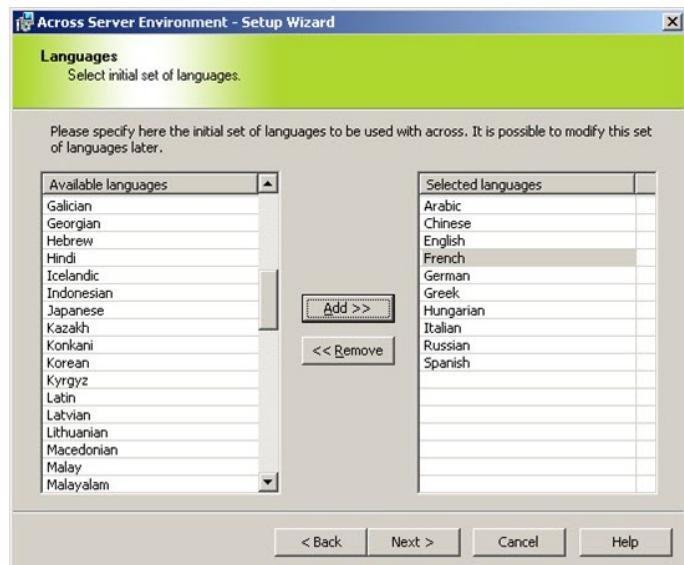 Across Server Environment - Setup Wizard
Languages
Select initial set of languages.
Please specify here the initial set of languages to be used with across. It is possible to modify this set
of languages later.
Available languages
Galician
Georgian
Hebrew
Hindi
Icelandic
Indonesian
Japanese
Kazakh
Konkani
Korean
Kyrgyz
Latin
Latvian
Lithuanian
Macedonian
Malay
Malayalam
Add >>
<< Remove
Selected languages
Arabic
Chinese
English
French
German
Greek
Hungarian
Italian
Russian
Spanish
< Back
Next >
Cancel
Help